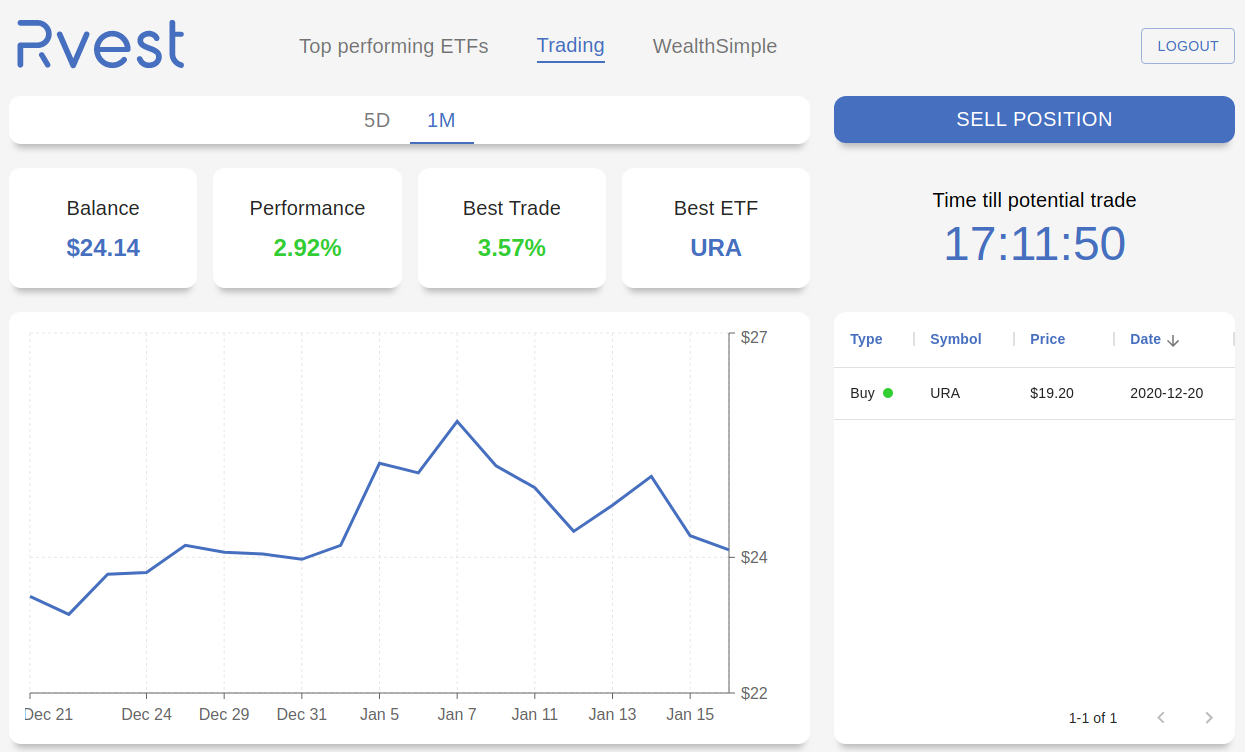 Rvest
Top performing ETFs
Trading
WealthSimple
LOGOUT
5D
1M
SELL POSITION
Balance
$24.14
Performance
2.92%
Best Trade
3.57%
Best ETF
URA
Time till potential trade
17:11:50
$27
$24
$22
Dec 21
Dec 24
Dec 29
Dec 31
Jan 5
Jan 7
Jan 11
Jan 13
Jan 15
Type
Symbol
Price
Date
Buy
URA
$19.20
2020-12-20
1-1 of 1